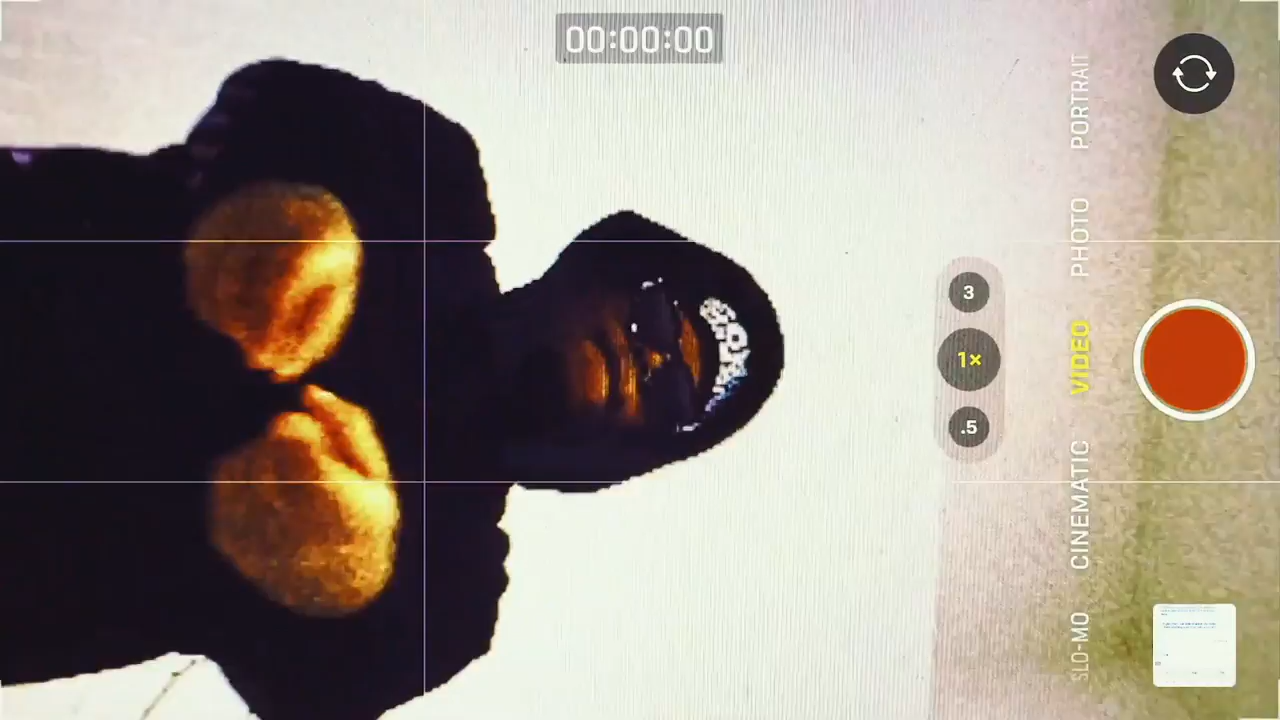 00:00:00
3
1×
.5
PORTRAIT
PHOTO
VIDEO
CINEMATIC
SLO-MO